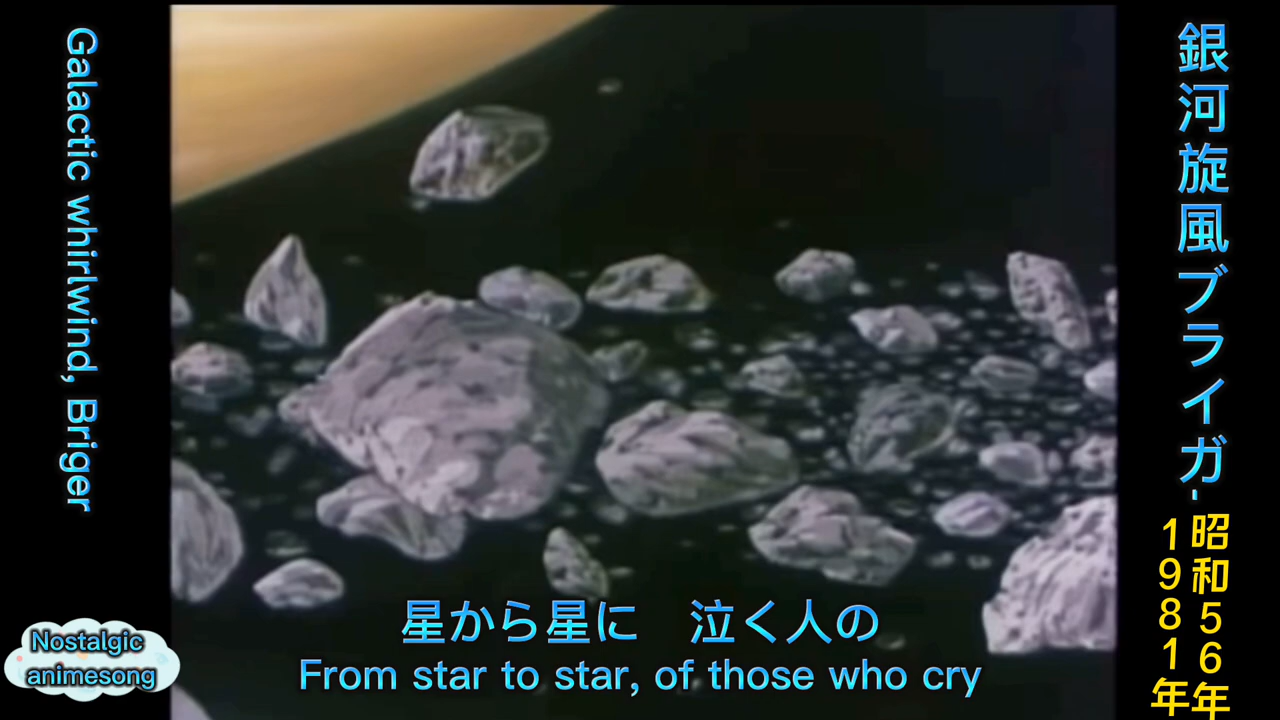 Galactic whirlwind, Briger
銀河旋風ブライガ-
昭和56年
1981年
星から星に　泣く人の
From star to star, of those who cry
Nostalgic
animesong